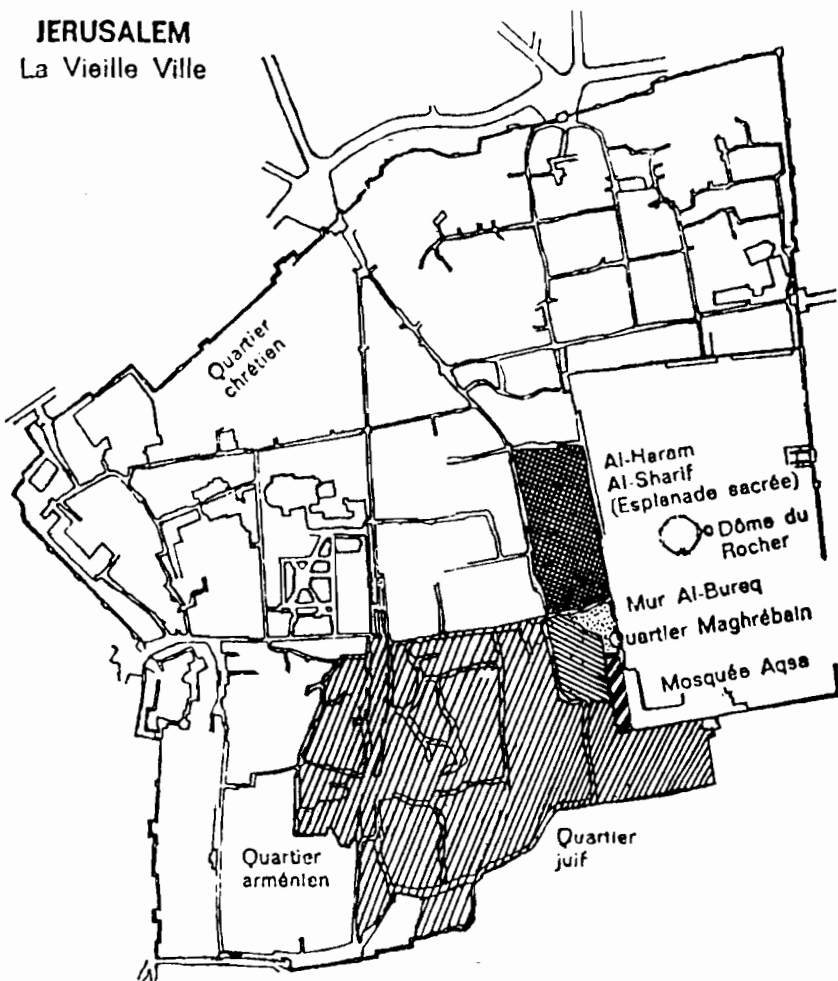 JERUSALEM
La Vieille Ville
Quartier
chrétien
Al-Haram
Al-Sharif
(Esplanade sacrée)
Dôme du
Rocher
Mur Al-Buraq
Quartier Maghrébain
Mosquée Aqsa
Quartier
arménien
Quartier
juif